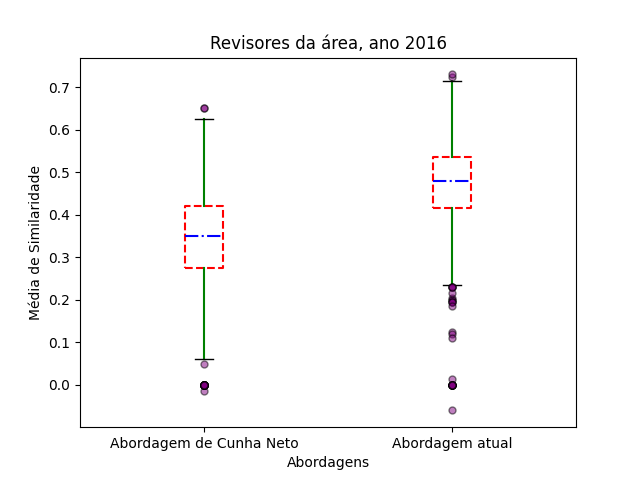 Revisores da área, ano 2016
Média de Similaridade
0.7
0.6
0.5
0.4
0.3
0.2
0.1
0.0
Abordagem de Cunha Neto
Abordagem atual
Abordagens